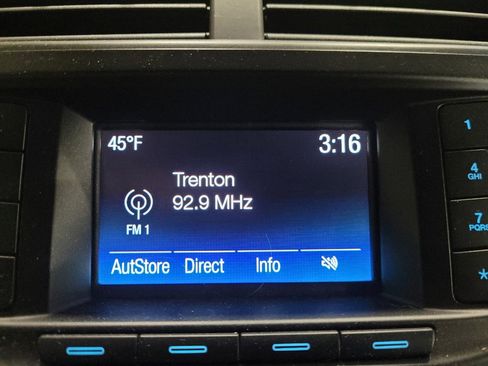 45°F 3:16
Trenton
92.9 MHz
FM 1
AutStore Direct Info
1
4
GHI
7
PQRS
*